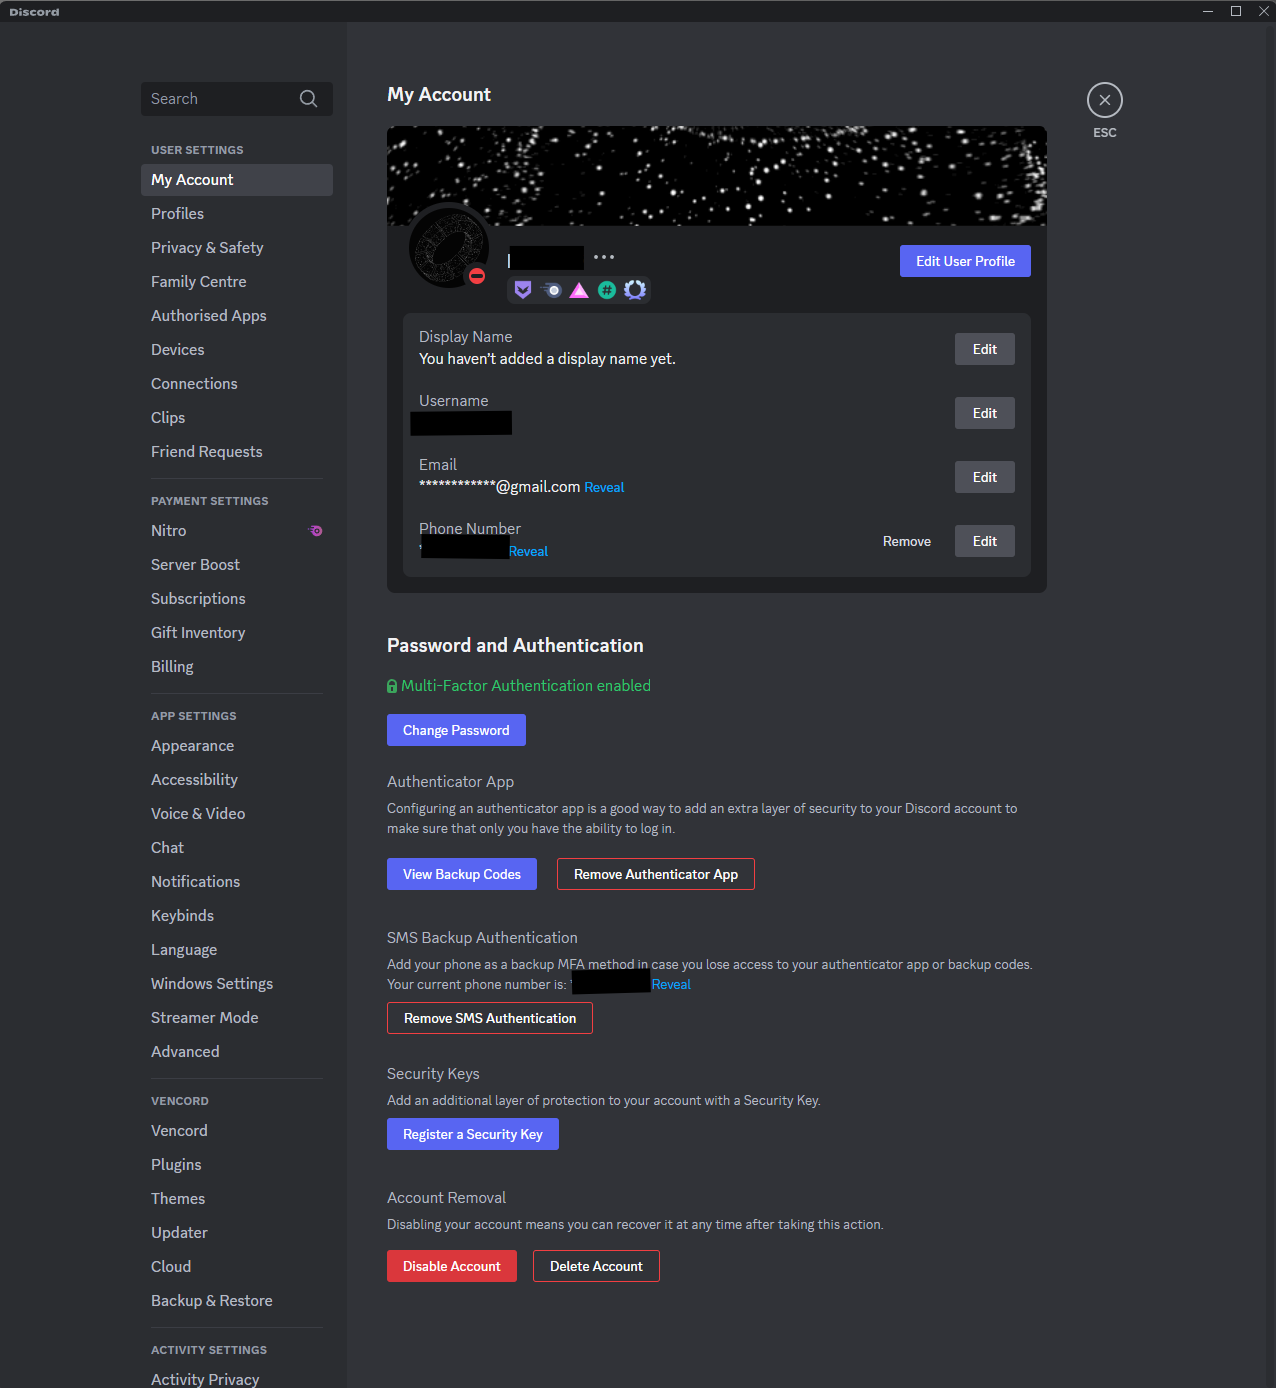 Discord
Search
USER SETTINGS
My Account
Profiles
Privacy & Safety
Family Centre
Authorised Apps
Devices
Connections
Clips
Friend Requests
PAYMENT SETTINGS
Nitro
Server Boost
Subscriptions
Gift Inventory
Billing
APP SETTINGS
Appearance
Accessibility
Voice & Video
Chat
Notifications
Keybinds
Language
Windows Settings
Streamer Mode
Advanced
VENCORD
Vencord
Plugins
Themes
Updater
Cloud
Backup & Restore
ACTIVITY SETTINGS
Activity Privacy
My Account
ESC
Edit User Profile
Display Name
You haven't added a display name yet.
Edit
Username
Edit
Email
************@gmail.com Reveal
Edit
Phone Number
Reveal
Remove
Edit
Password and Authentication
Multi-Factor Authentication enabled
Change Password
Authenticator App
Configuring an authenticator app is a good way to add an extra layer of security to your Discord account to
make sure that only you have the ability to log in.
View Backup Codes
Remove Authenticator App
SMS Backup Authentication
Add your phone as a backup MFA method in case you lose access to your authenticator app or backup codes.
Your current phone number is: Reveal
Remove SMS Authentication
Security Keys
Add an additional layer of protection to your account with a Security Key.
Register a Security Key
Account Removal
Disabling your account means you can recover it at any time after taking this action.
Disable Account
Delete Account